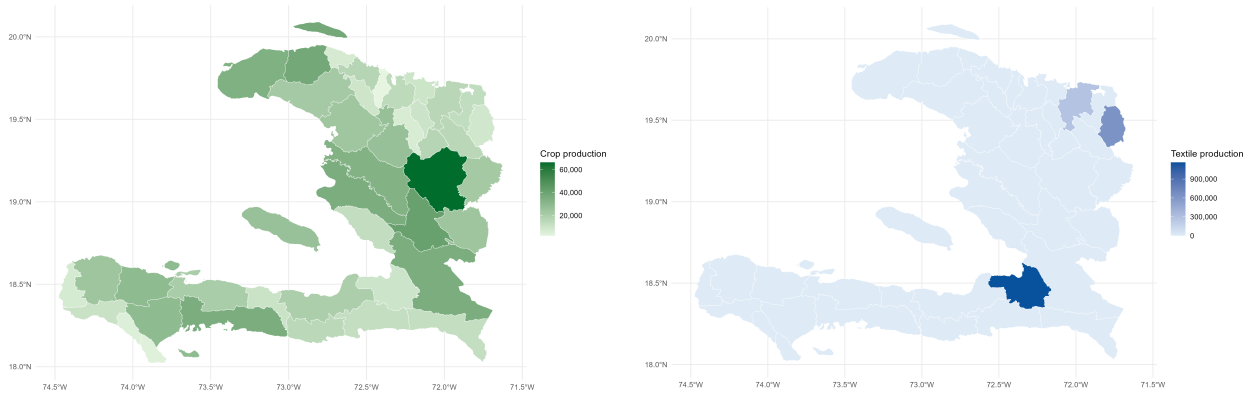 20.0°N
19.5°N
19.0°N
18.5°N
18.0°N
74.5°W
74.0°W
73.5°W
73.0°W
72.5°W
72.0°W
71.5°W
Crop production
60,000
40,000
20,000
20.0°N
19.5°N
19.0°N
18.5°N
18.0°N
74.5°W
74.0°W
73.5°W
73.0°W
72.5°W
72.0°W
71.5°W
Textile production
900,000
600,000
300,000
0